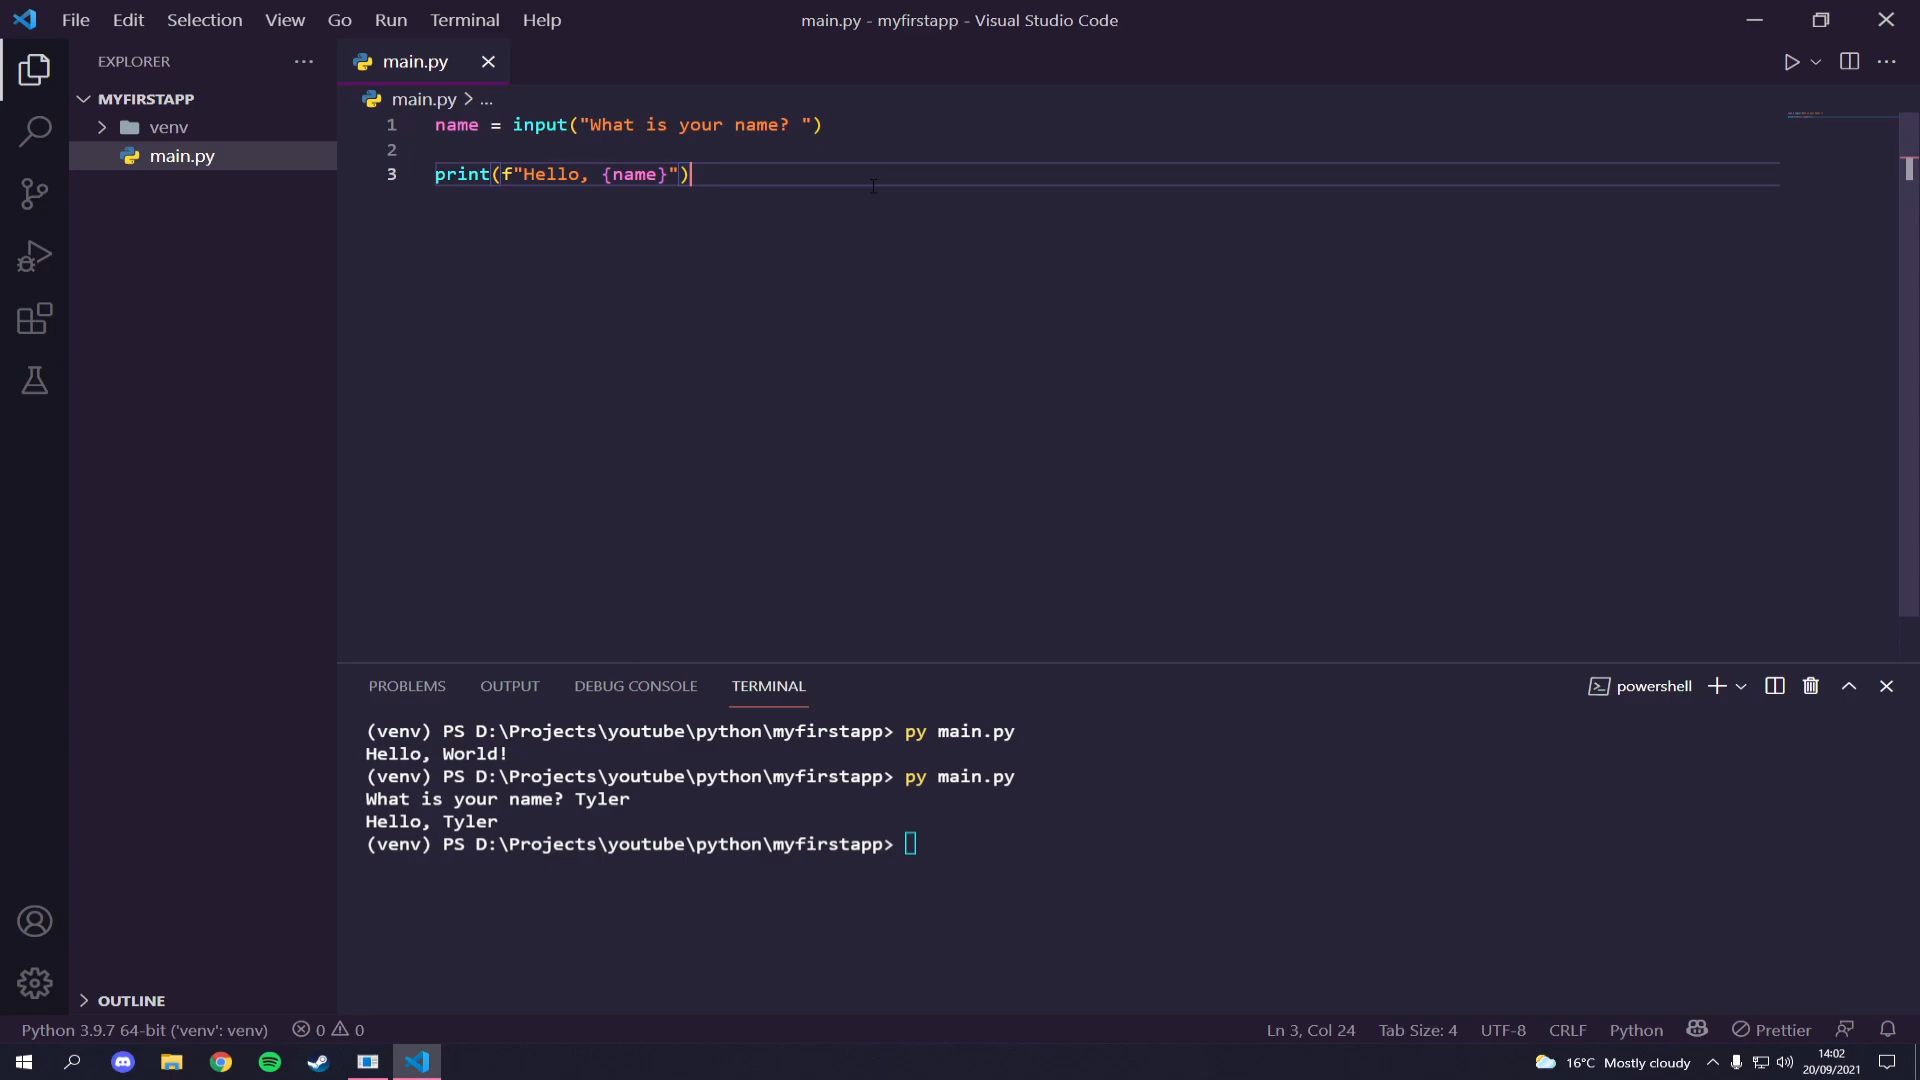 File Edit Selection View Go Run Terminal Help
main.py - myfirstapp - Visual Studio Code
EXPLORER
MYFIRSTAPP
venv
main.py
OUTLINE
main.py
main.py > ...
1 name = input("What is your name? ")
2
3 print(f"Hello, {name}")
PROBLEMS OUTPUT DEBUG CONSOLE TERMINAL
powershell
(venv) PS D:\Projects\youtube\python\myfirstapp> py main.py
Hello, World!
(venv) PS D:\Projects\youtube\python\myfirstapp> py main.py
What is your name? Tyler
Hello, Tyler
(venv) PS D:\Projects\youtube\python\myfirstapp>
Python 3.9.7 64-bit ('venv': venv) 0 0
Ln 3, Col 24 Tab Size: 4 UTF-8 CRLF Python Prettier
16°C Mostly cloudy
14:02
20/09/2021